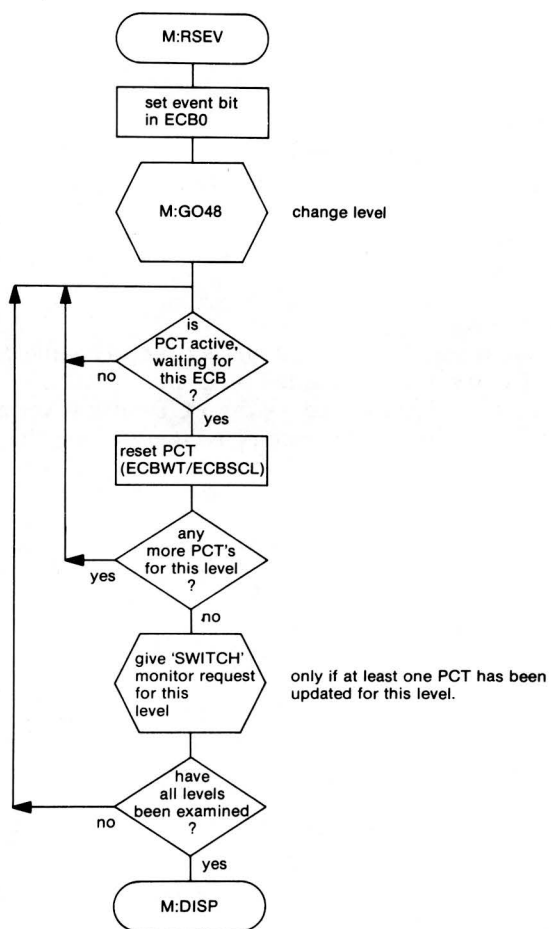 M:RSEV
set event bit
in ECB0
M:GO48
change level
is
PCT active,
waiting for
this ECB
?
no
yes
reset PCT
(ECBWT/ECBSCL)
any
more PCT's
for this level
?
yes
no
give 'SWITCH'
monitor request
for this
level
only if at least one PCT has been
updated for this level.
have
all levels
been examined
?
no
yes
M:DISP